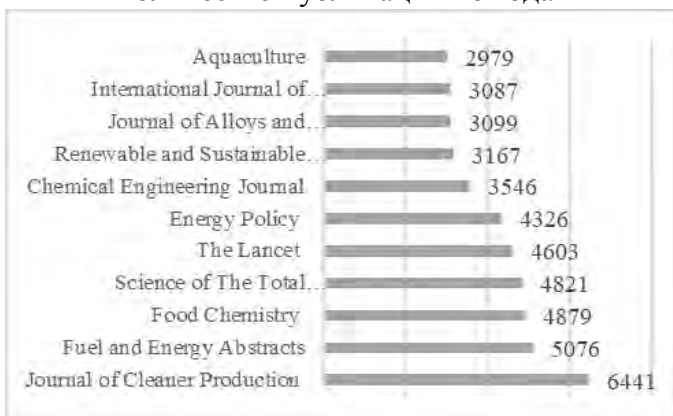 Aquaculture 2979
International Journal of... 3087
Journal of Alloys and... 3099
Renewable and Sustainable... 3167
Chemical Engineering Journal 3546
Energy Policy 4326
The Lancet 4603
Science of The Total... 4821
Food Chemistry 4879
Fuel and Energy Abstracts 5076
Journal of Cleaner Production 6441